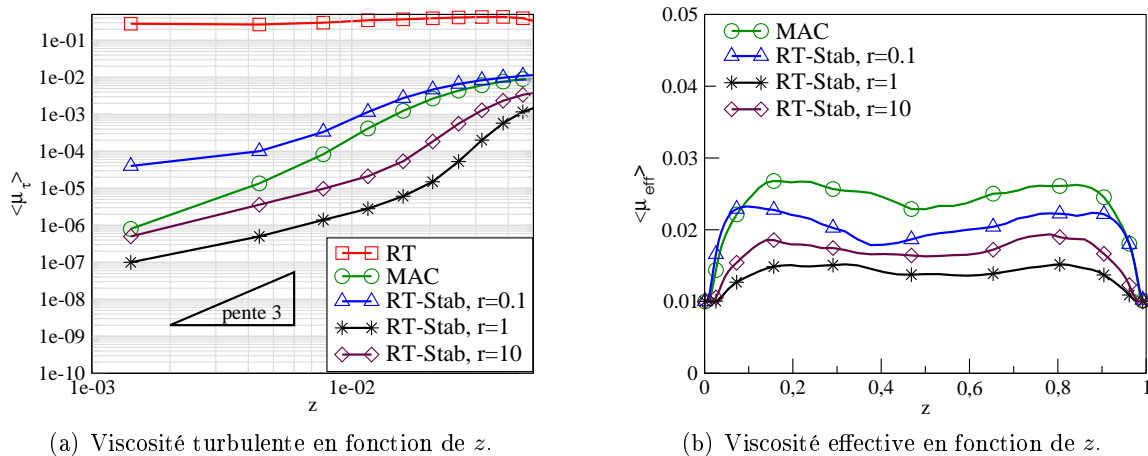 1e-01
1e-02
1e-03
1e-04
1e-05
1e-06
1e-07
1e-08
1e-09
1e-10
<μ_τ>
RT
MAC
RT-Stab, r=0.1
RT-Stab, r=1
RT-Stab, r=10
pente 3
1e-03
1e-02
z
(a) Viscosité turbulente en fonction de z.
0.05
0.04
0.03
0.02
0.01
0
<μ_eff>
MAC
RT-Stab, r=0.1
RT-Stab, r=1
RT-Stab, r=10
0
0,2
0,4
0,6
0,8
1
z
(b) Viscosité effective en fonction de z.